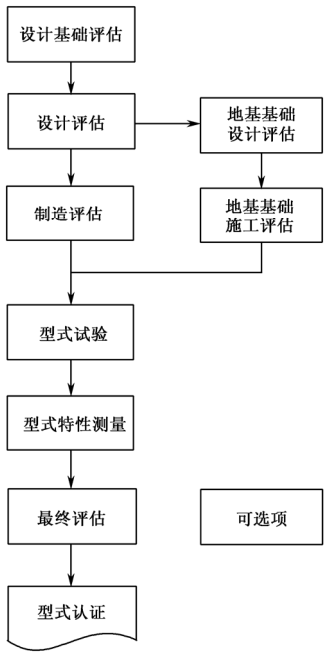 设计基础评估
设计评估
地基基础
设计评估
制造评估
地基基础
施工评估
型式试验
型式特性测量
最终评估
可选项
型式认证